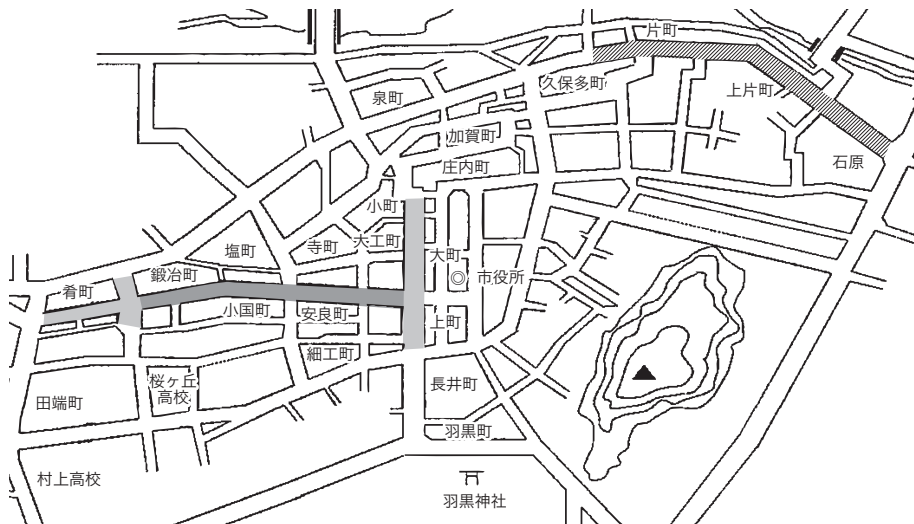 片町
久保多町
上片町
泉町
加賀町
庄内町
石原
小町
大工町
寺町
塩町
大町
市役所
鍛冶町
肴町
小国町
安良町
上町
細工町
桜ヶ丘
高校
長井町
田端町
羽黒町
村上高校
羽黒神社